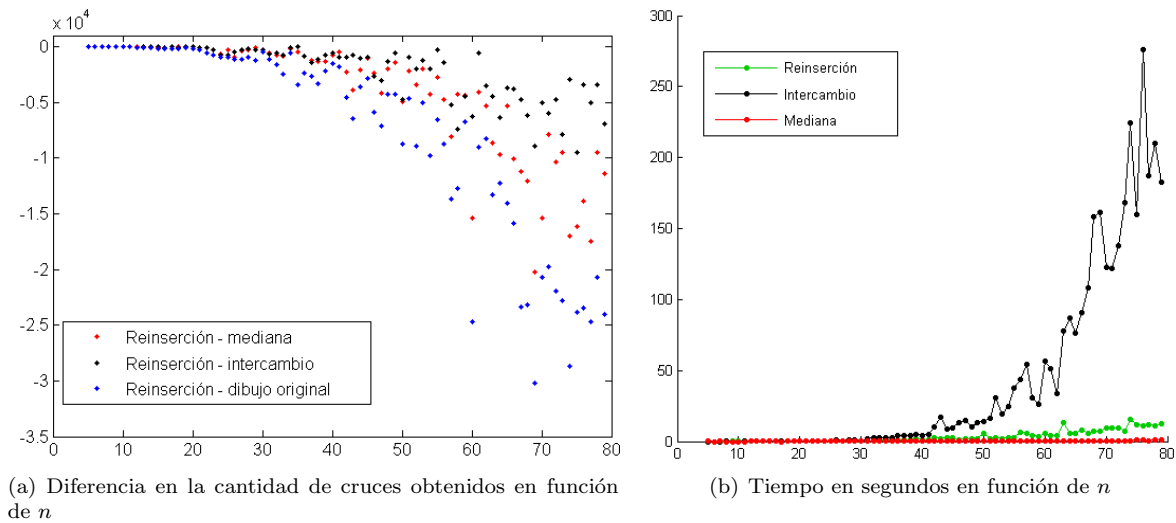 x 10⁴
0
-0.5
-1
-1.5
-2
-2.5
-3
-3.5
0 10 20 30 40 50 60 70 80
Reinserción - mediana
Reinserción - intercambio
Reinserción - dibujo original
(a) Diferencia en la cantidad de cruces obtenidos en función
de n
300
250
200
150
100
50
0
0 10 20 30 40 50 60 70 80
Reinserción
Intercambio
Mediana
(b) Tiempo en segundos en función de n